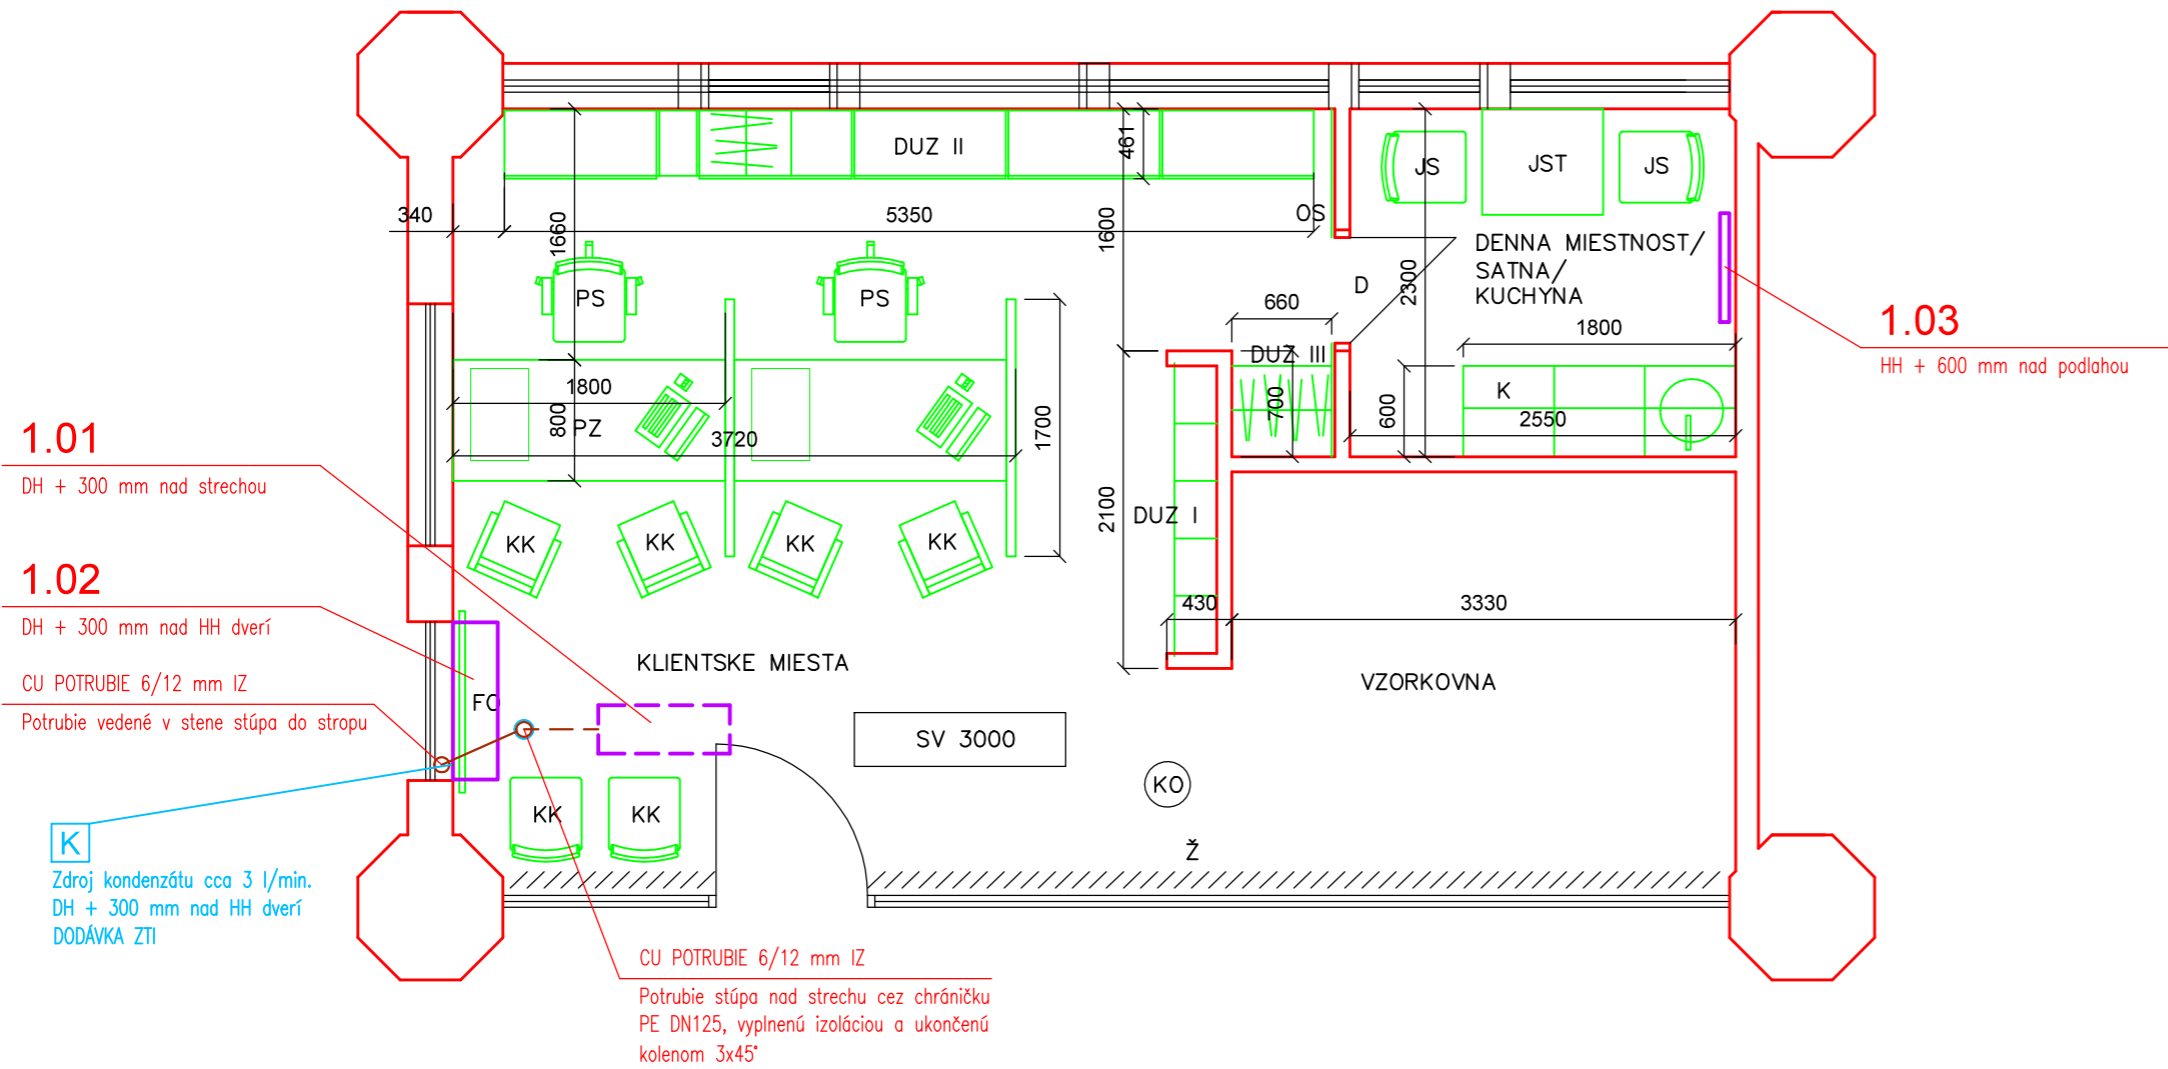 DUZ II
461
JS
JST
JS
340
5350
OS
1660
1600
DENNA MIESTNOST/
SATNA/
KUCHYNA
2300
D
PS
PS
660
1800
1.03
HH + 600 mm nad podlahou
DUZ III
1800
K
700
600
2550
800
PZ
3720
1700
1.01
DH + 300 mm nad strechou
2100
DUZ I
KK
KK
KK
KK
1.02
DH + 300 mm nad HH dverí
430
3330
KLIENTSKE MIESTA
VZORKOVNA
CU POTRUBIE 6/12 mm IZ
Potrubie vedené v stene stúpa do stropu
FO
SV 3000
KO
KK
KK
Ž
K
Zdroj kondenzátu cca 3 l/min.
DH + 300 mm nad HH dverí
DODÁVKA ZTI
CU POTRUBIE 6/12 mm IZ
Potrubie stúpa nad strechu cez chráničku
PE DN125, vyplnenú izoláciou a ukončenú
kolenom 3x45°